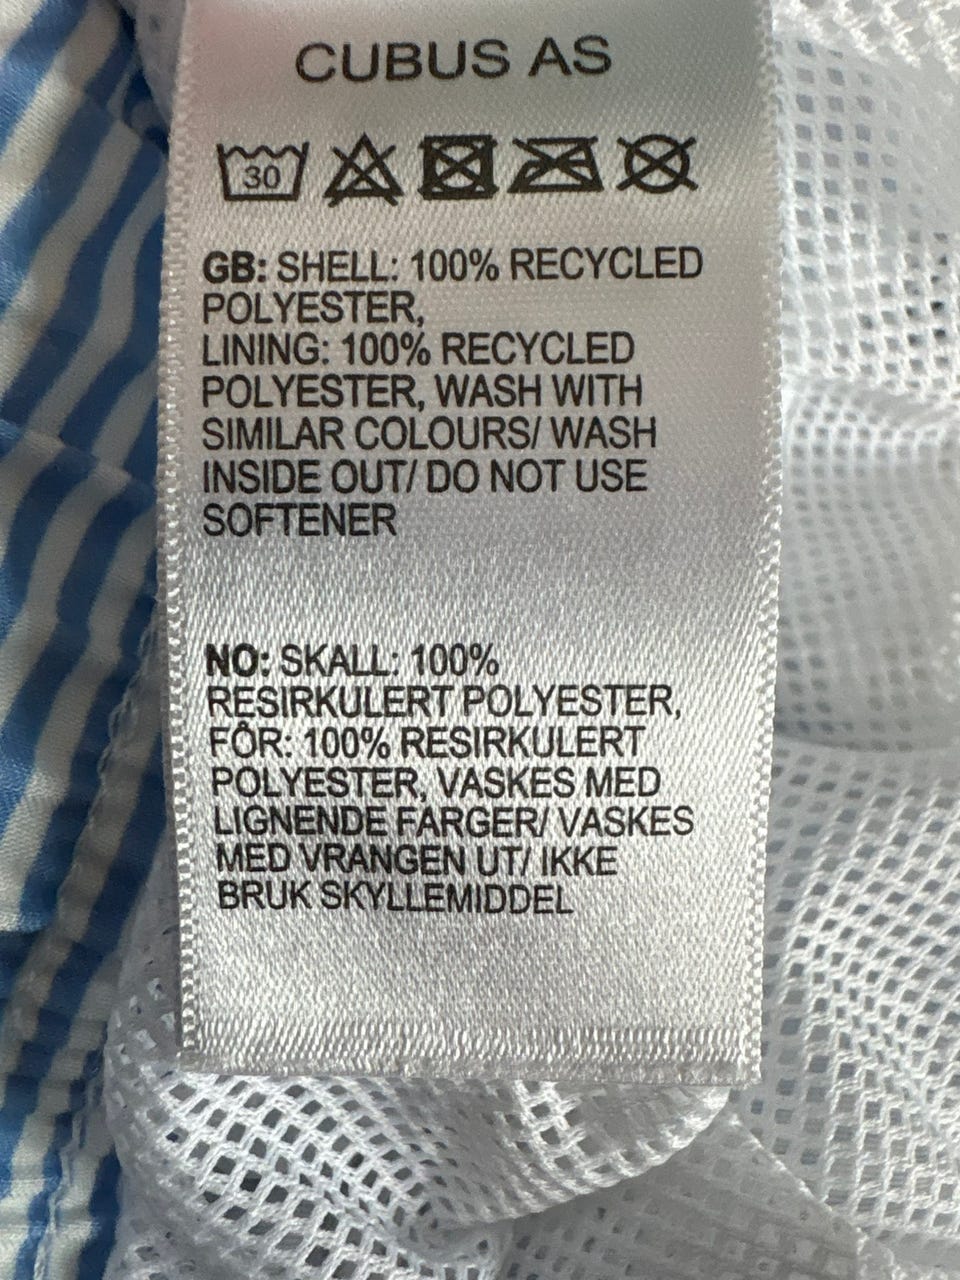 CUBUS AS
30
GB: SHELL: 100% RECYCLED
POLYESTER,
LINING: 100% RECYCLED
POLYESTER, WASH WITH
SIMILAR COLOURS/ WASH
INSIDE OUT/ DO NOT USE
SOFTENER
NO: SKALL: 100%
RESIRKULERT POLYESTER,
FÔR: 100% RESIRKULERT
POLYESTER, VASKES MED
LIGNENDE FARGER/ VASKES
MED VRANGEN UT/ IKKE
BRUK SKYLLEMIDDEL